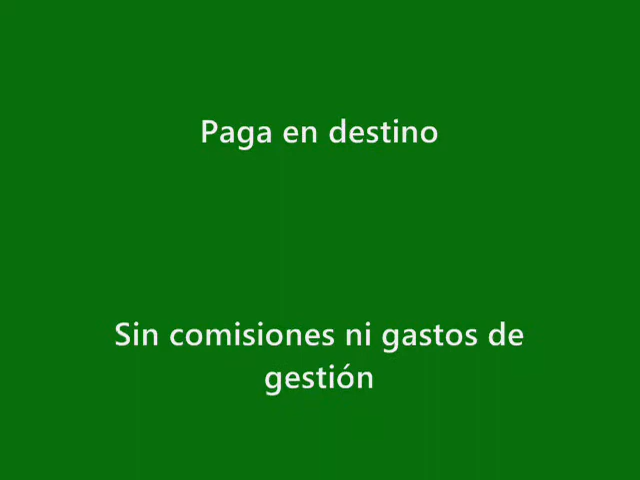 Paga en destino
Sin comisiones ni gastos de
gestión